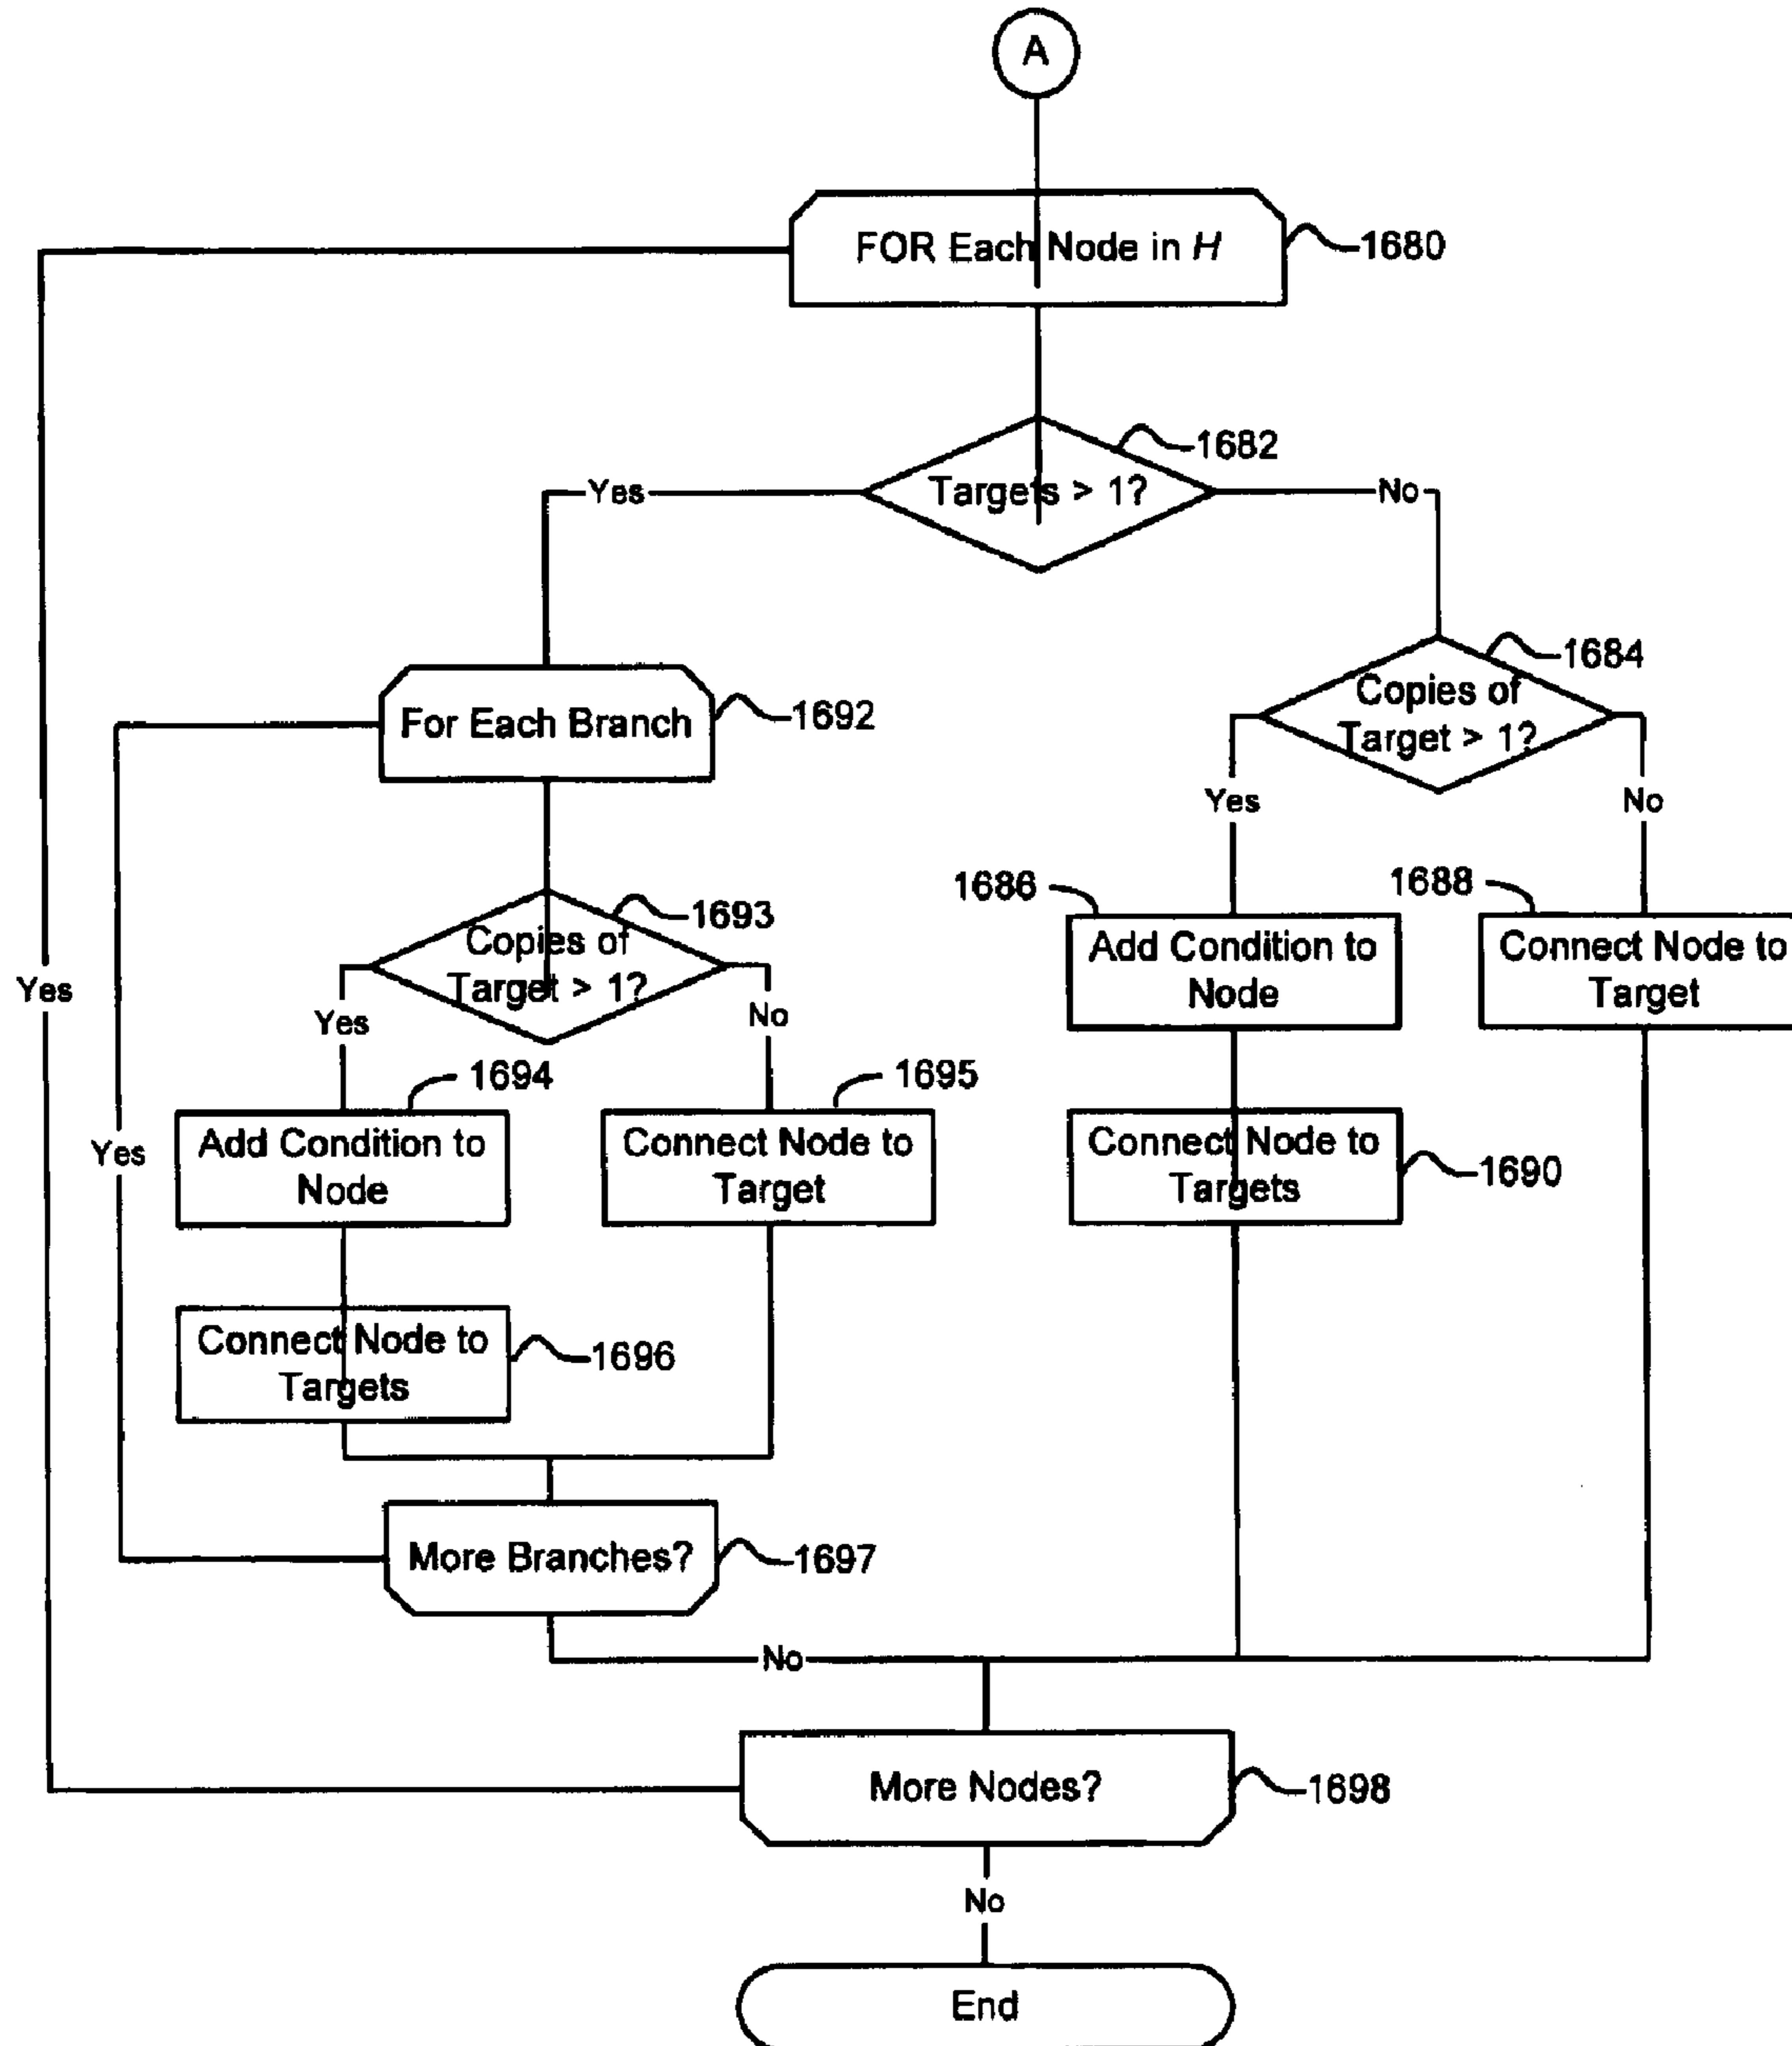 A
FOR Each Node in H
1680
1682
Yes
Targets > 1?
No
1684
Copies of
Target > 1?
For Each Branch
1692
Yes
No
1686
1688
1693
Copies of
Target > 1?
Add Condition to
Node
Connect Node to
Target
Yes
Yes
No
1694
1695
Yes
Add Condition to
Node
Connect Node to
Target
Connect Node to
Targets
1690
Connect Node to
Targets
1696
More Branches?
1697
No
More Nodes?
1698
No
End